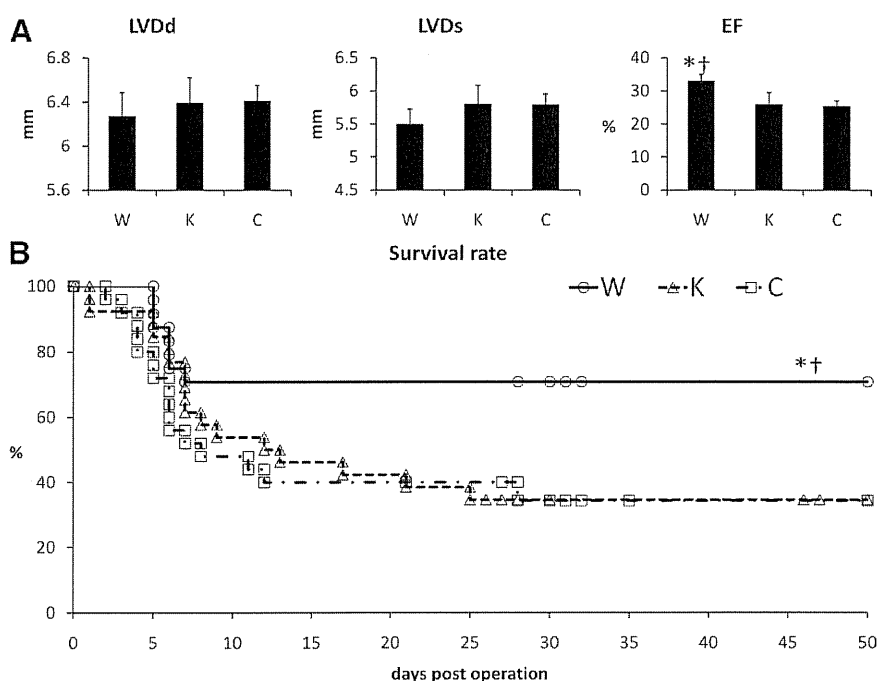 A
LVDd
LVDs
EF
6.8
6.4
6
5.6
mm
W K C
6.5
6
5.5
5
4.5
mm
W K C
40
30
20
10
0
%
*†
W K C
B
Survival rate
W K C
100
80
60
40
20
0
%
*†
0 5 10 15 20 25 30 35 40 45 50
days post operation